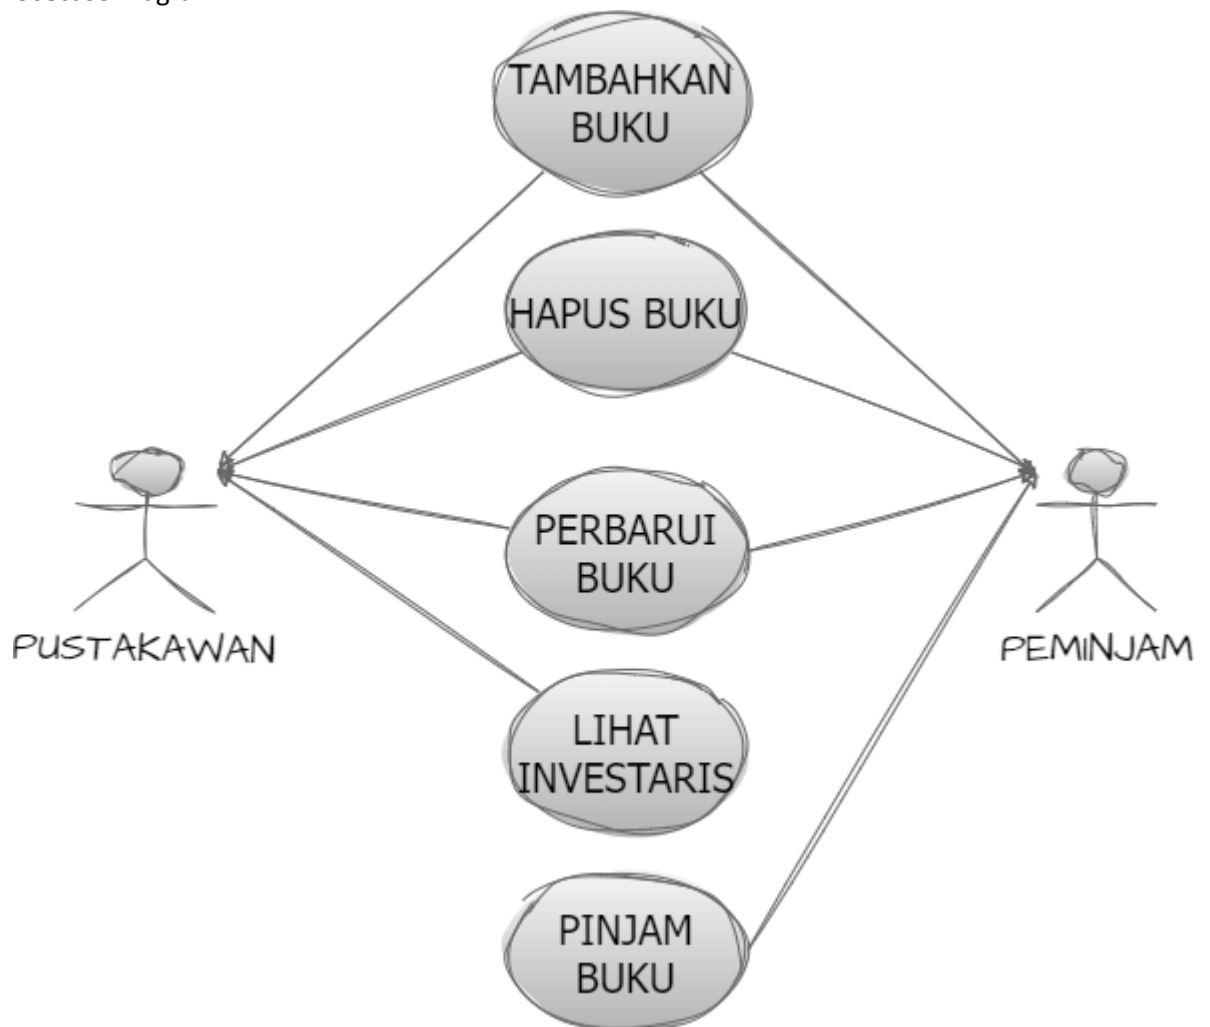 TAMBAHKAN
BUKU
HAPUS BUKU
PERBARUI
BUKU
PUSTAKAWAN
PEMINJAM
LIHAT
INVESTARIS
PINJAM
BUKU